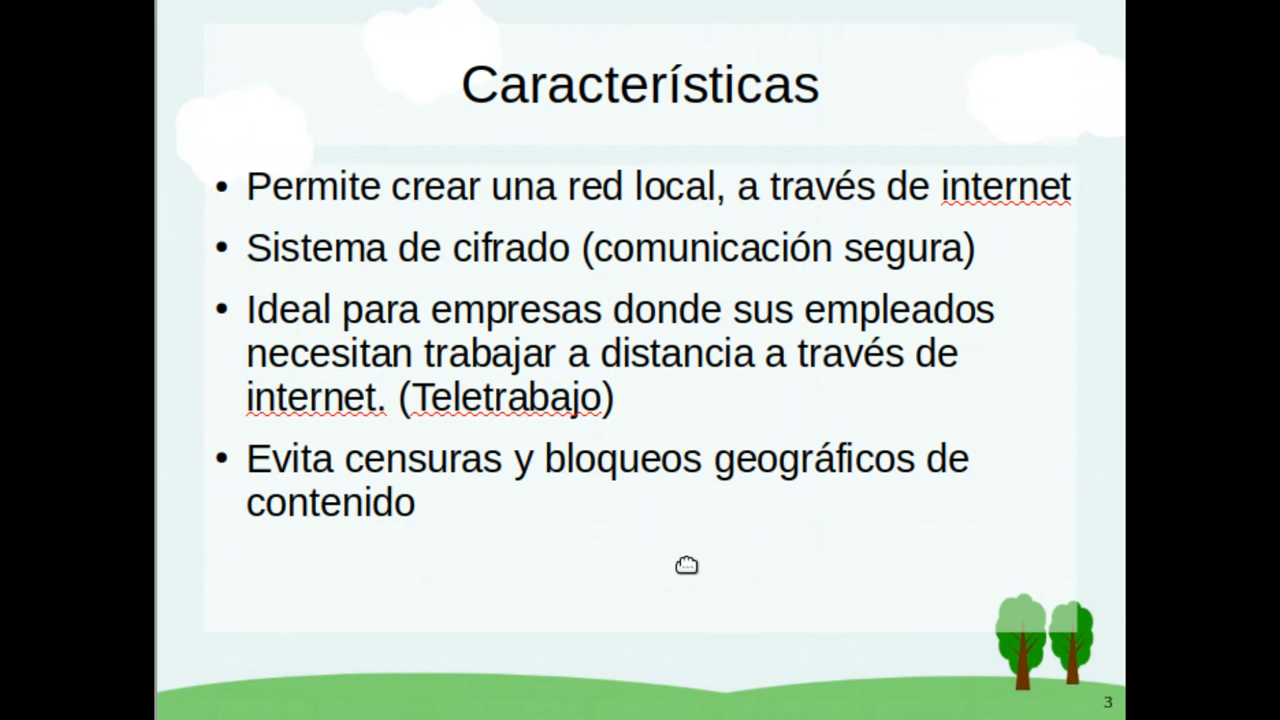 Características
• Permite crear una red local, a través de internet
• Sistema de cifrado (comunicación segura)
• Ideal para empresas donde sus empleados
necesitan trabajar a distancia a través de
internet. (Teletrabajo)
• Evita censuras y bloqueos geográficos de
contenido
3